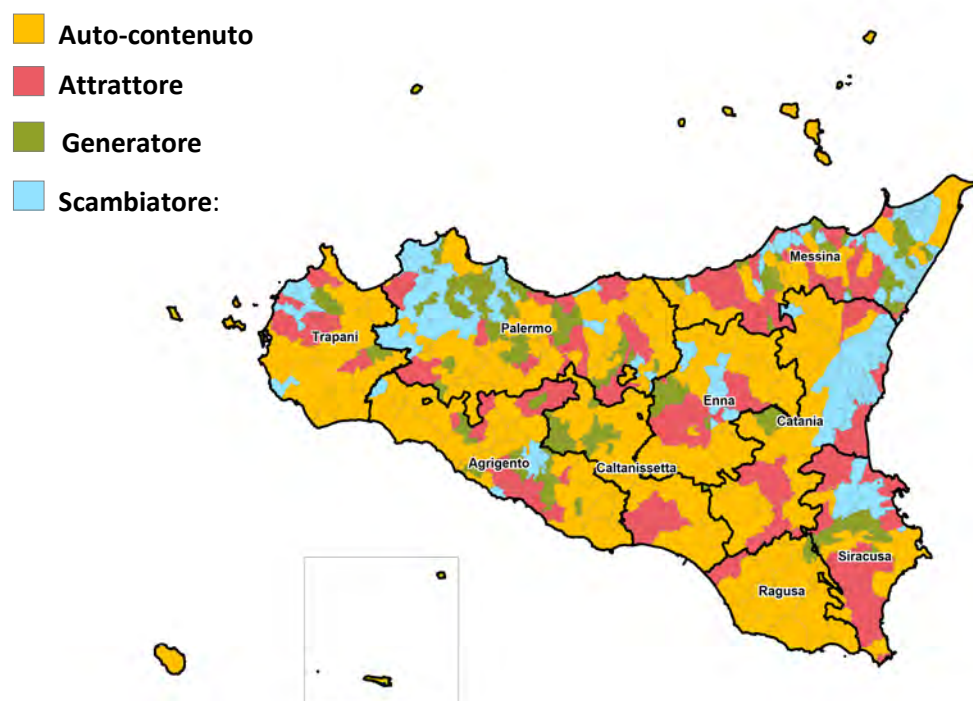 Auto-contenuto
Attrattore
Generatore
Scambiatore:
Messina
Palermo
Trapani
Enna
Catania
Agrigento
Caltanissetta
Siracusa
Ragusa